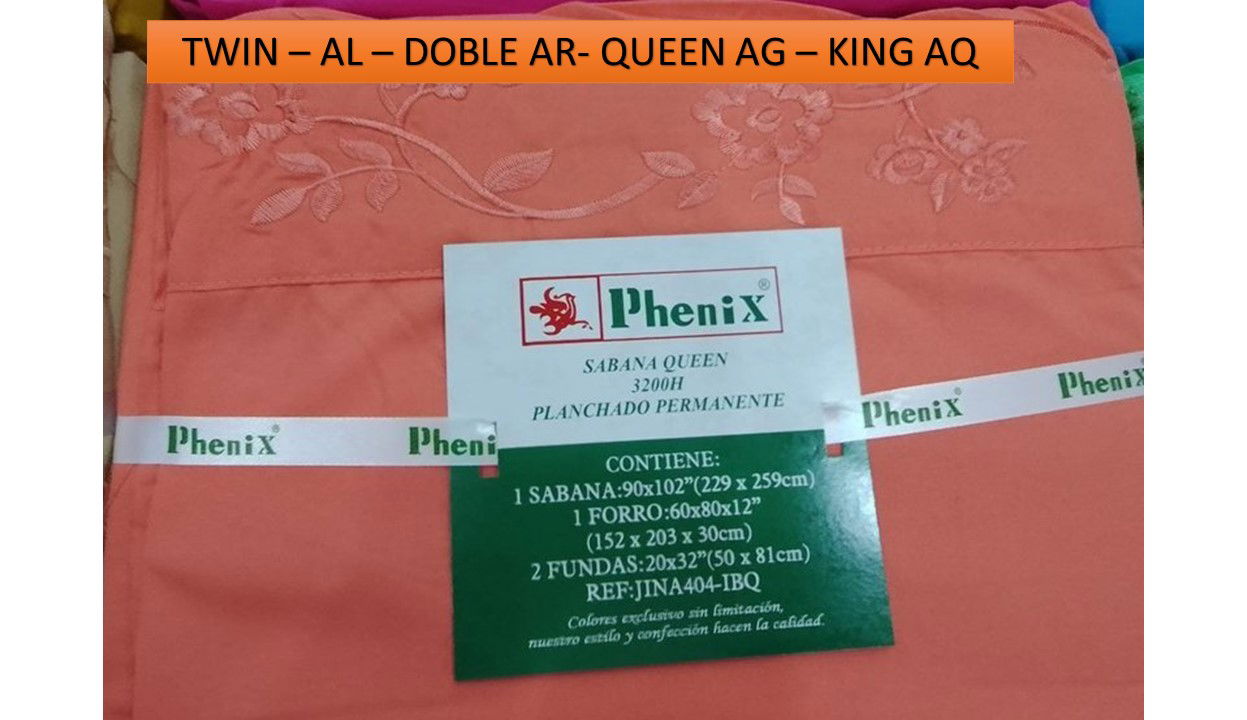 TWIN – AL – DOBLE AR- QUEEN AG – KING AQ
Phenix®
SABANA QUEEN
3200H
PLANCHADO PERMANENTE
Phenix®
Pheni
Phenix®
Phenix
CONTIENE:
1 SABANA:90x102”(229 x 259cm)
1 FORRO:60x80x12”
(152 x 203 x 30cm)
2 FUNDAS:20x32”(50 x 81cm)
REF:JINA404-IBQ
Colores exclusivo sin limitación,
nuestro estilo y confección hacen la calidad.